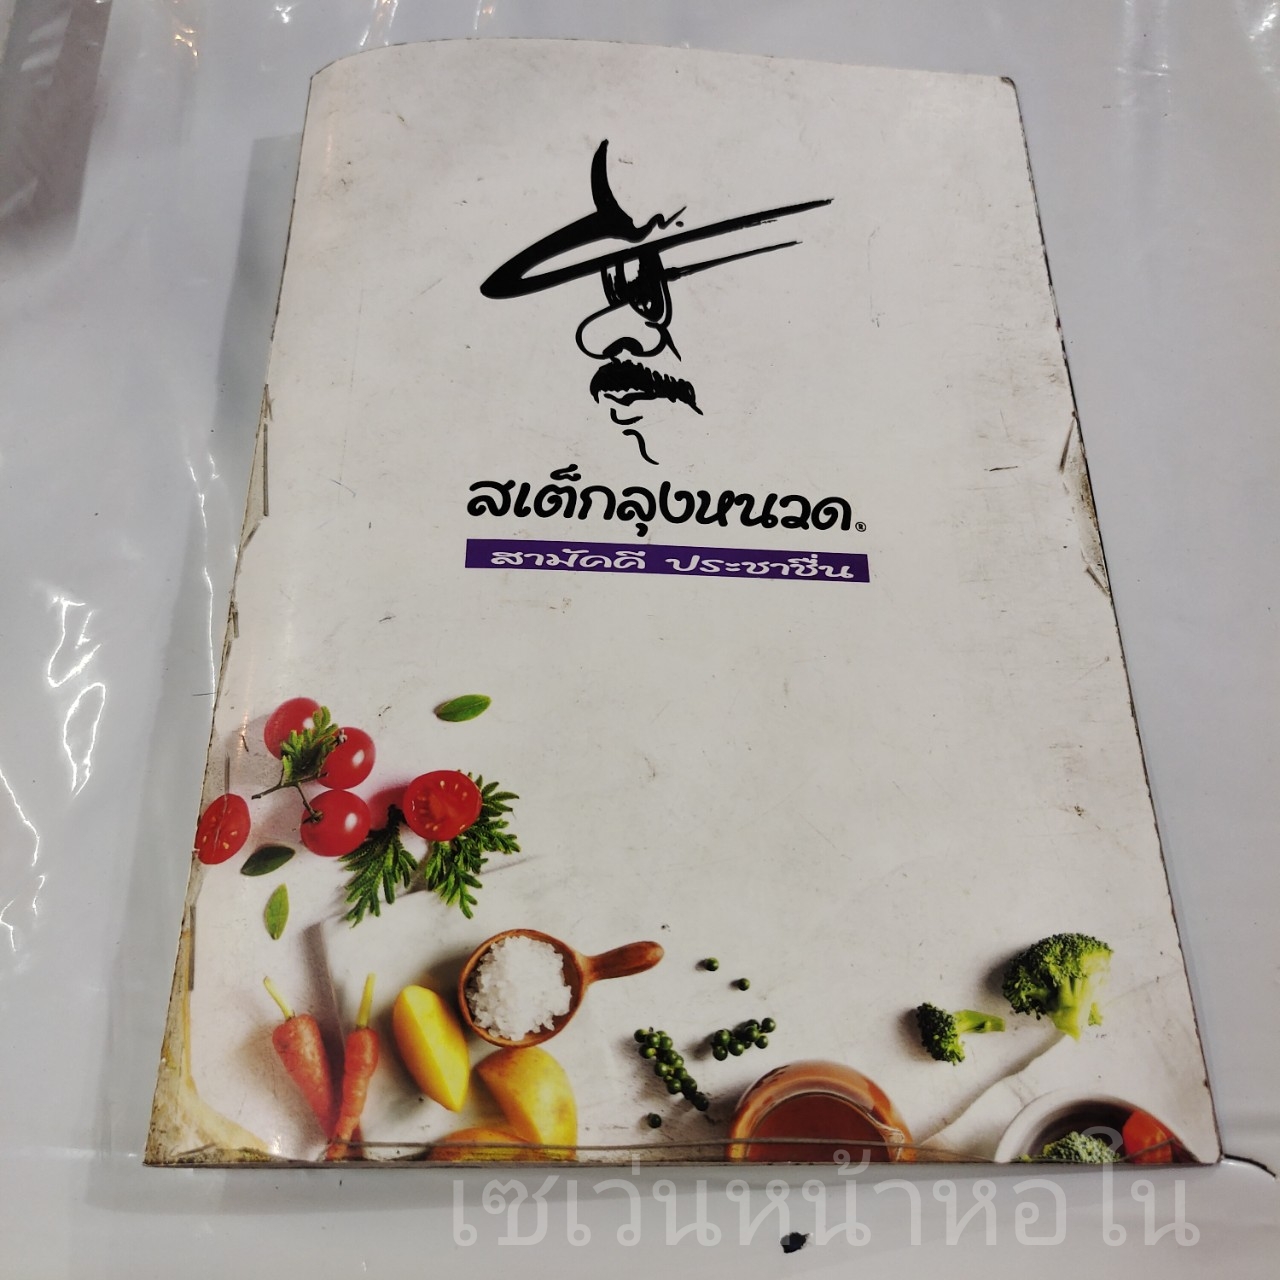 สเต็กลุงหนวด®
สามัคคี ประชาชื่น
เซเว่นหน้าหอใน